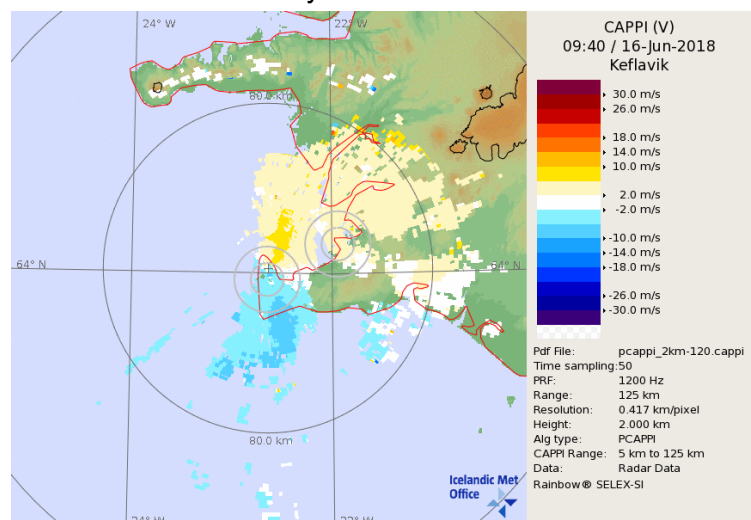 24° W
22° W
80.0 km
64° N
64° N
80.0 km
24° W
22° W
Icelandic Met
Office
CAPPI (V)
09:40 / 16-Jun-2018
Keflavik
30.0 m/s
26.0 m/s
18.0 m/s
14.0 m/s
10.0 m/s
2.0 m/s
-2.0 m/s
-10.0 m/s
-14.0 m/s
-18.0 m/s
-26.0 m/s
-30.0 m/s
Pdf File: pcappi_2km-120.cappi
Time sampling:50
PRF: 1200 Hz
Range: 125 km
Resolution: 0.417 km/pixel
Height: 2.000 km
Alg type: PCAPPI
CAPPI Range: 5 km to 125 km
Data: Radar Data
Rainbow® SELEX-SI